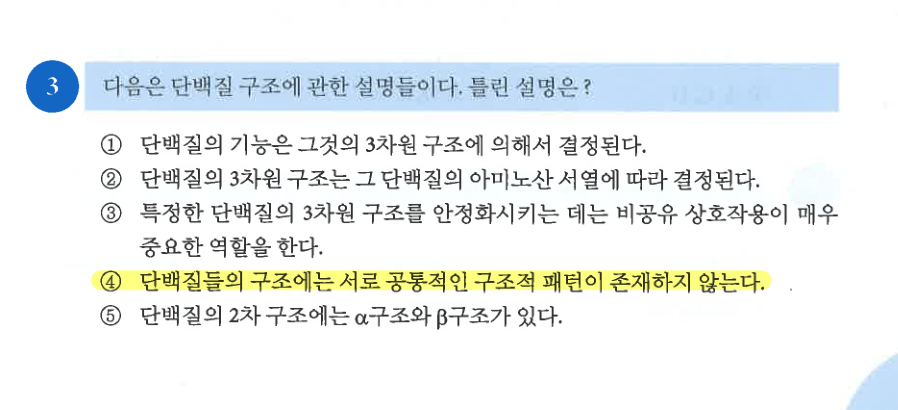 3
다음은 단백질 구조에 관한 설명들이다. 틀린 설명은?
① 단백질의 기능은 그것의 3차원 구조에 의해서 결정된다.
② 단백질의 3차원 구조는 그 단백질의 아미노산 서열에 따라 결정된다.
③ 특정한 단백질의 3차원 구조를 안정화시키는 데는 비공유 상호작용이 매우
중요한 역할을 한다.
④ 단백질들의 구조에는 서로 공통적인 구조적 패턴이 존재하지 않는다.
⑤ 단백질의 2차 구조에는 α구조와 β구조가 있다.